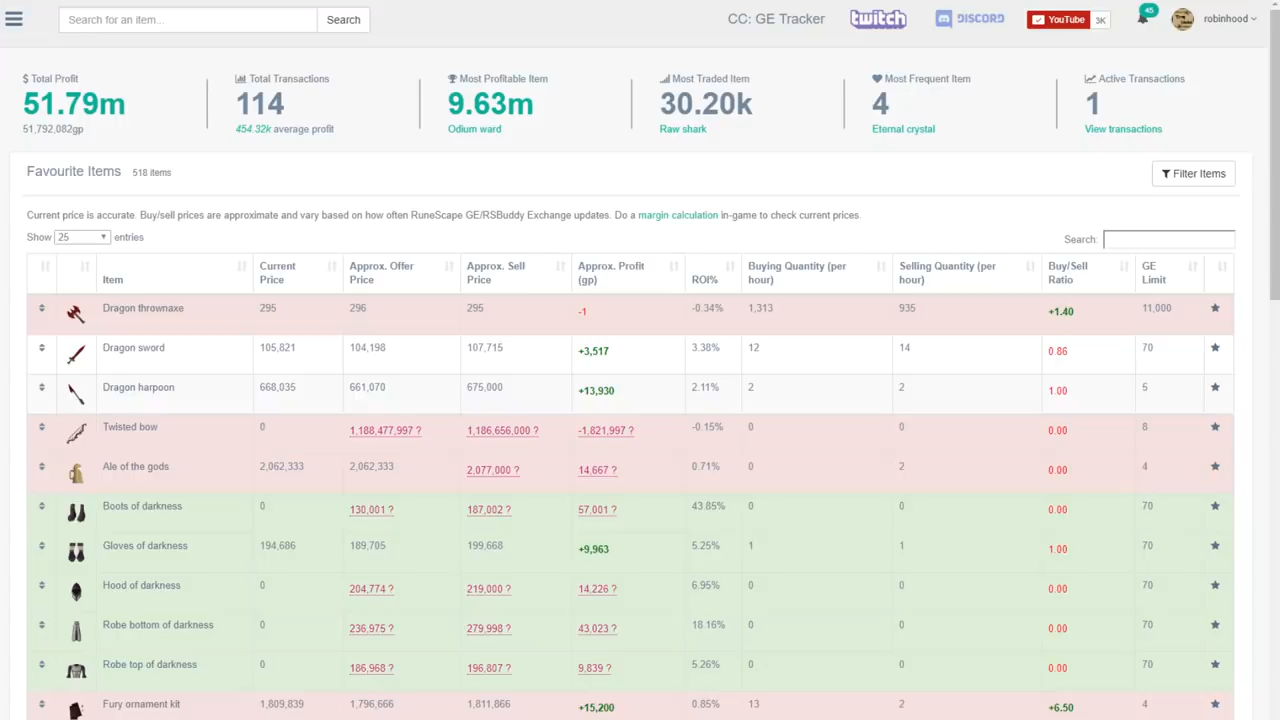 Search for an item... Search CC: GE Tracker twitch DISCORD YouTube 3K 45 robinhood
$ Total Profit Total Transactions Most Profitable Item Most Traded Item Most Frequent Item Active Transactions
51.79m 114 9.63m 30.20k 4 1
51,792,082gp 454.32k average profit Odium ward Raw shark Eternal crystal View transactions
Favourite Items 518 items Filter Items
Current price is accurate. Buy/sell prices are approximate and vary based on how often RuneScape GE/RSBuddy Exchange updates. Do a margin calculation in-game to check current prices.
Show 25 entries Search:
Item Current Price Approx. Offer Price Approx. Sell Price Approx. Profit (gp) ROI% Buying Quantity (per hour) Selling Quantity (per hour) Buy/Sell Ratio GE Limit
Dragon thrownaxe 295 296 295 -1 -0.34% 1,313 935 +1.40 11,000
Dragon sword 105,821 104,198 107,715 +3,517 3.38% 12 14 0.86 70
Dragon harpoon 668,035 661,070 675,000 +13,930 2.11% 2 2 1.00 5
Twisted bow 0 1,188,477,997 ? 1,186,656,000 ? -1,821,997 ? -0.15% 0 0 0.00 8
Ale of the gods 2,062,333 2,062,333 2,077,000 ? 14,667 ? 0.71% 0 2 0.00 4
Boots of darkness 0 130,001 ? 187,002 ? 57,001 ? 43.85% 0 0 0.00 70
Gloves of darkness 194,686 189,705 199,668 +9,963 5.25% 1 1 1.00 70
Hood of darkness 0 204,774 ? 219,000 ? 14,226 ? 6.95% 0 0 0.00 70
Robe bottom of darkness 0 236,975 ? 279,998 ? 43,023 ? 18.16% 0 0 0.00 70
Robe top of darkness 0 186,968 ? 196,807 ? 9,839 ? 5.26% 0 0 0.00 70
Fury ornament kit 1,809,839 1,796,666 1,811,866 +15,200 0.85% 13 2 +6.50 4